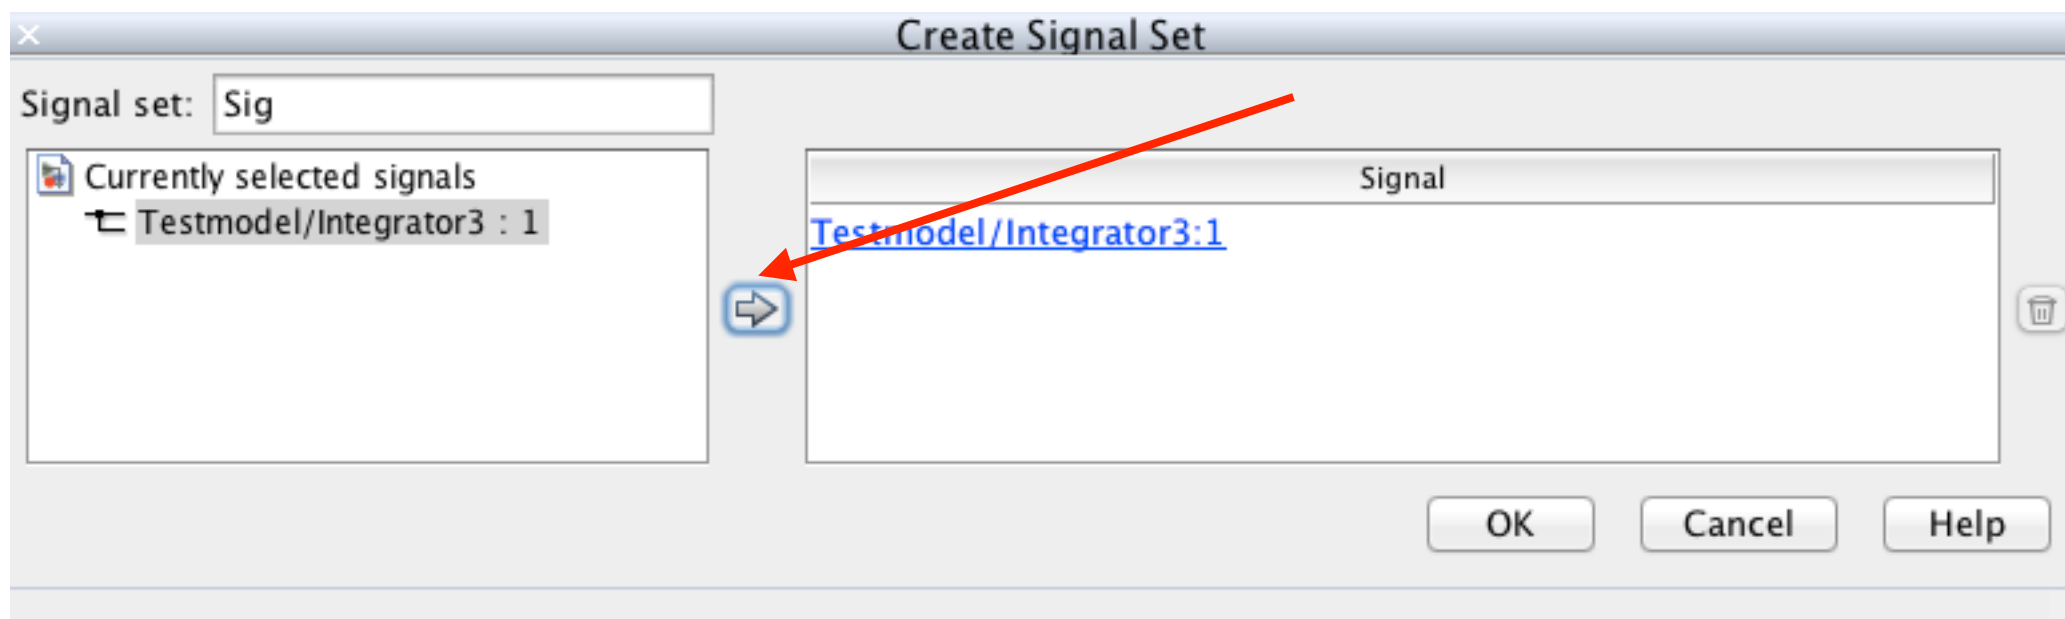 Create Signal Set
Signal set: Sig
Currently selected signals
Testmodel/Integrator3 : 1
Signal
Testmodel/Integrator3:1
OK Cancel Help